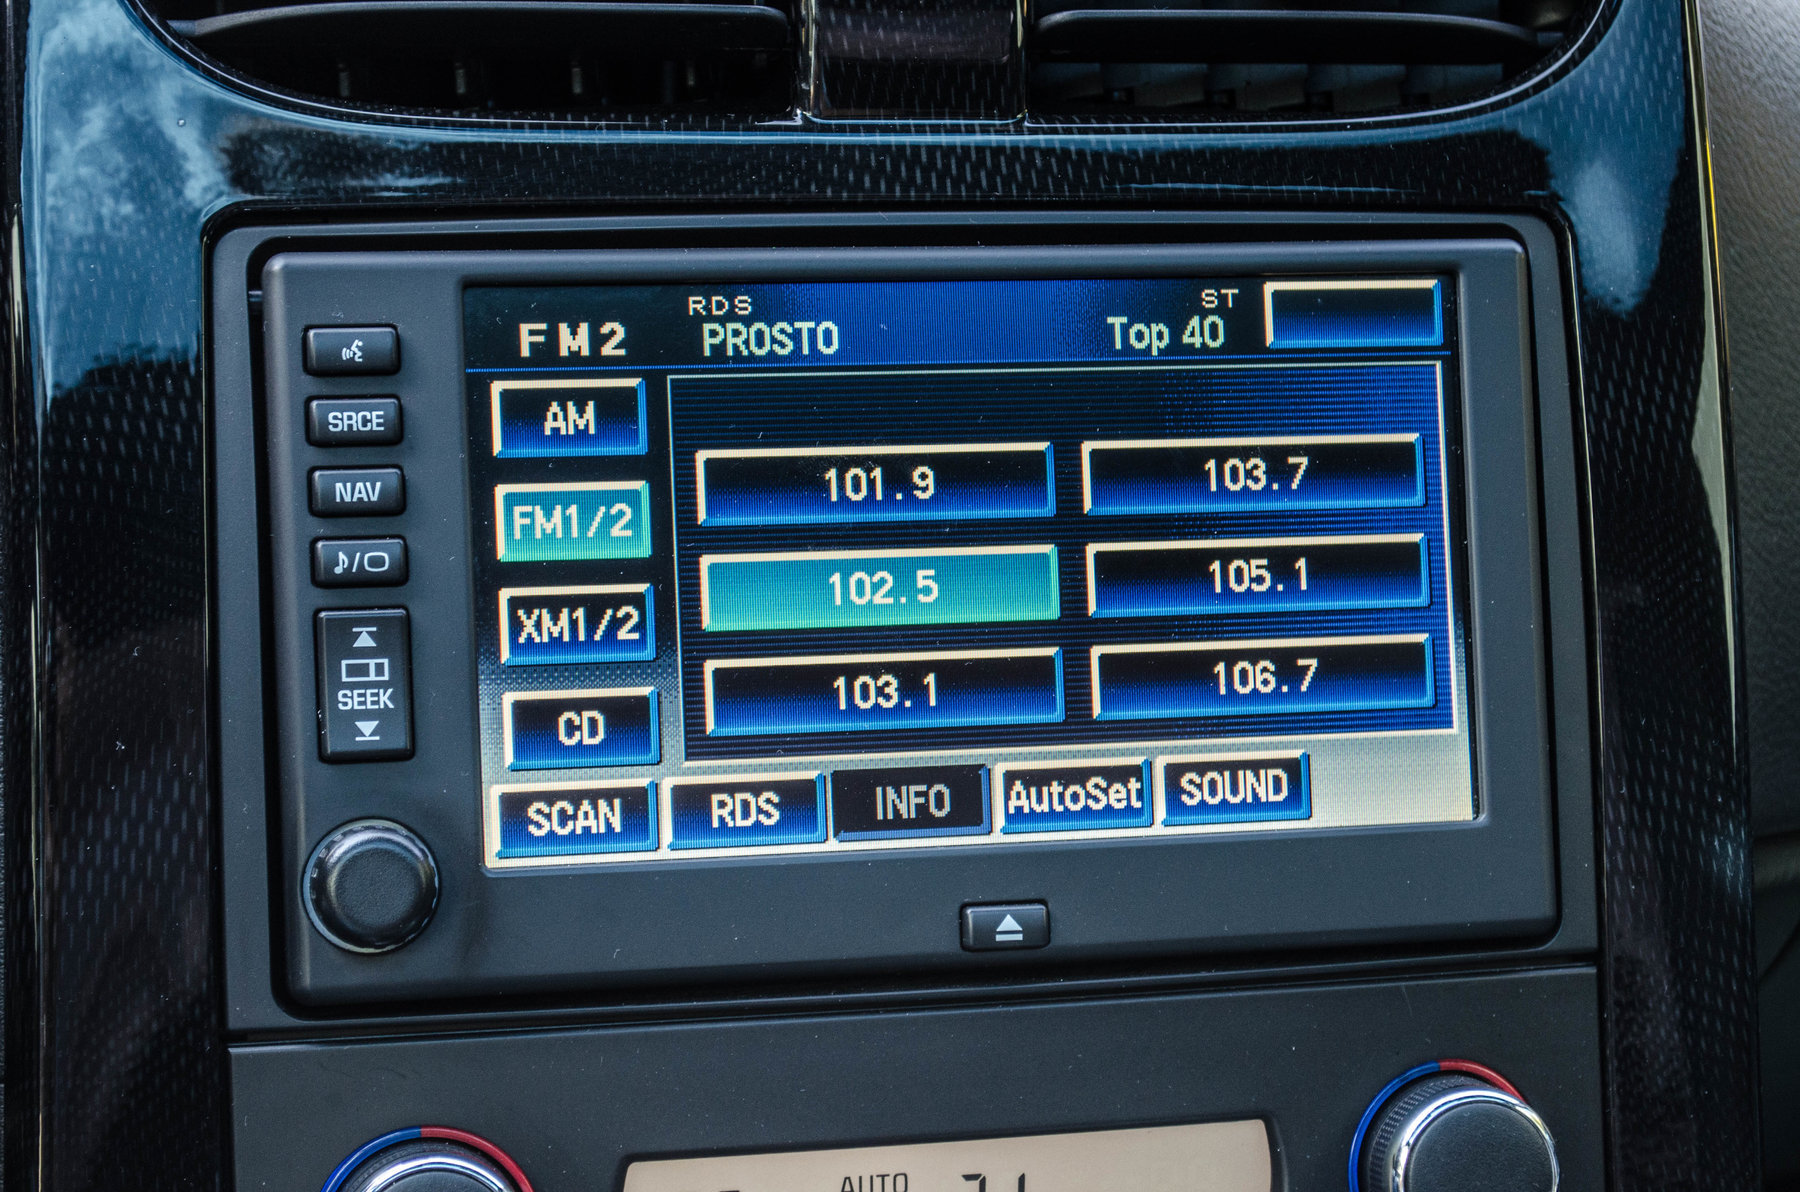 RDS
ST
FM2
PROSTO
Top 40
AM
FM1/2
XM1/2
CD
101.9
103.7
102.5
105.1
103.1
106.7
SCAN
RDS
INFO
AutoSet
SOUND
SRCE
NAV
SEEK
AUTO